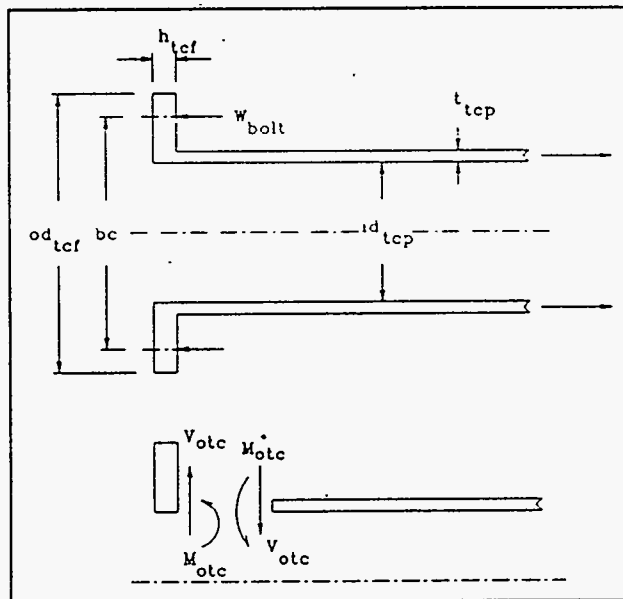 h_tcf
W_bolt
t_tcp
od_tcf
bc
id_tcp
V_otc
M_otc
M_otc
V_otc